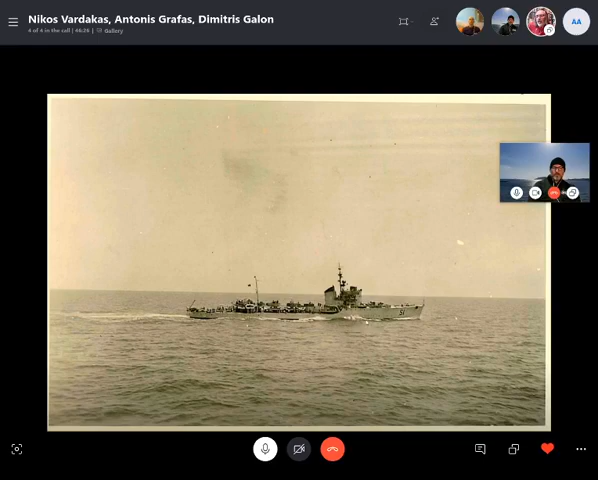 Nikos Vardakas, Antonis Grafas, Dimitris Galon
4 of 4 in the call | 46:26 | Gallery
AA